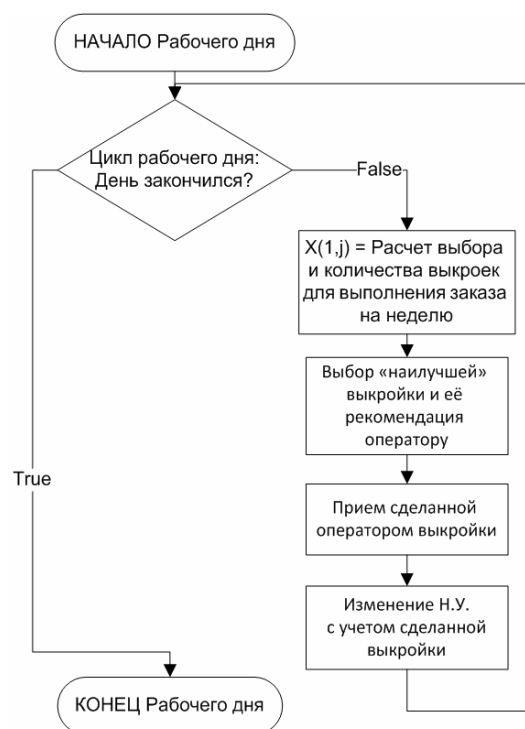 НАЧАЛО Рабочего дня
Цикл рабочего дня:
День закончился?
False
X(1,j) = Расчет выбора
и количества выкроек
для выполнения заказа
на неделю
Выбор «наилучшей»
выкройки и её
рекомендация
оператору
True
Прием сделанной
оператором выкройки
Изменение Н.У.
с учетом сделанной
выкройки
КОНЕЦ Рабочего дня